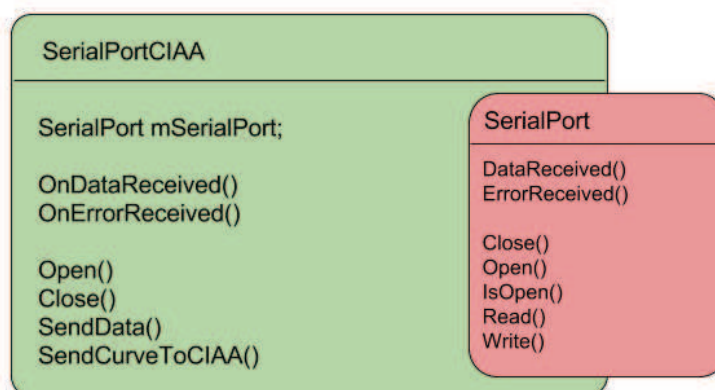 SerialPortCIAA
SerialPort mSerialPort;
OnDataReceived()
OnErrorReceived()
Open()
Close()
SendData()
SendCurveToCIAA()
SerialPort
DataReceived()
ErrorReceived()
Close()
Open()
IsOpen()
Read()
Write()